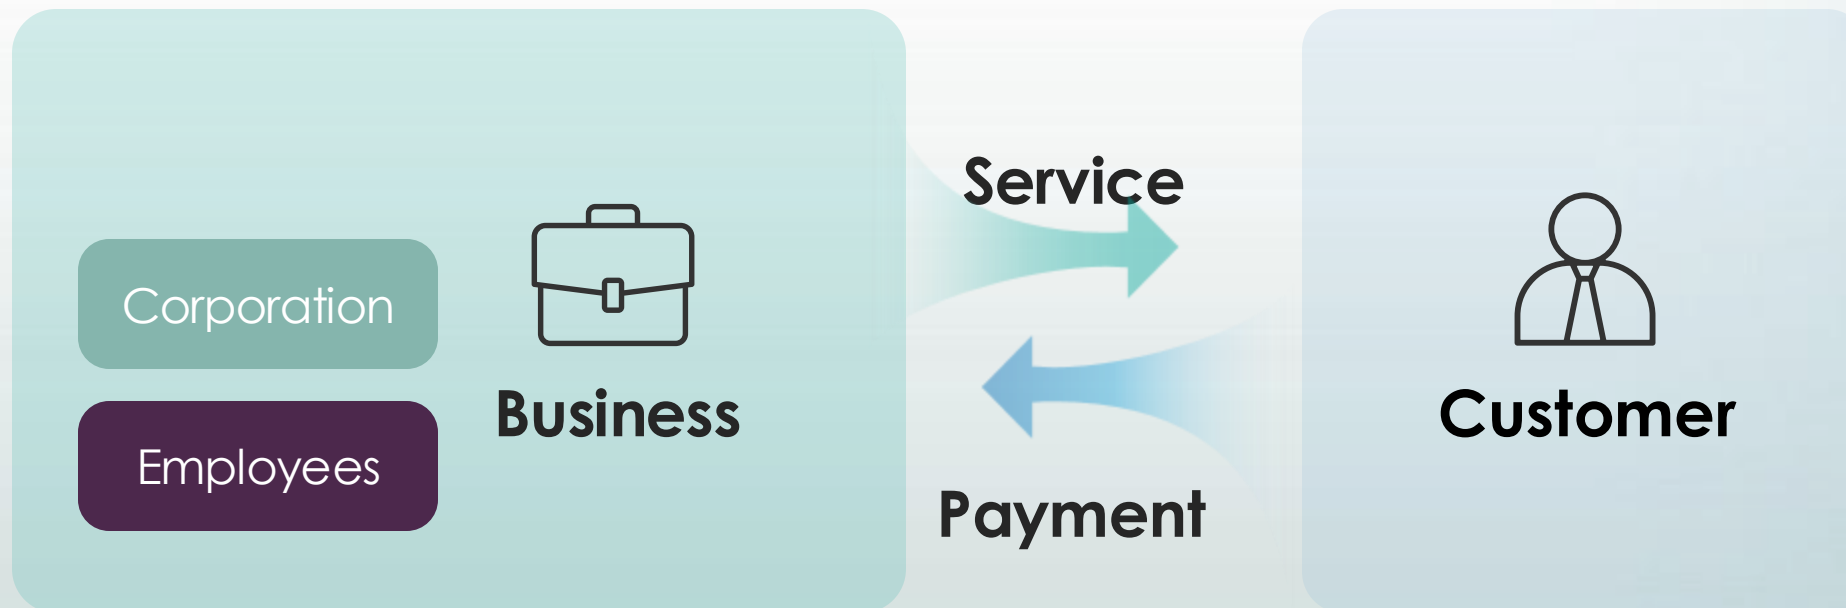 Corporation
Employees
Business
Service
Payment
Customer